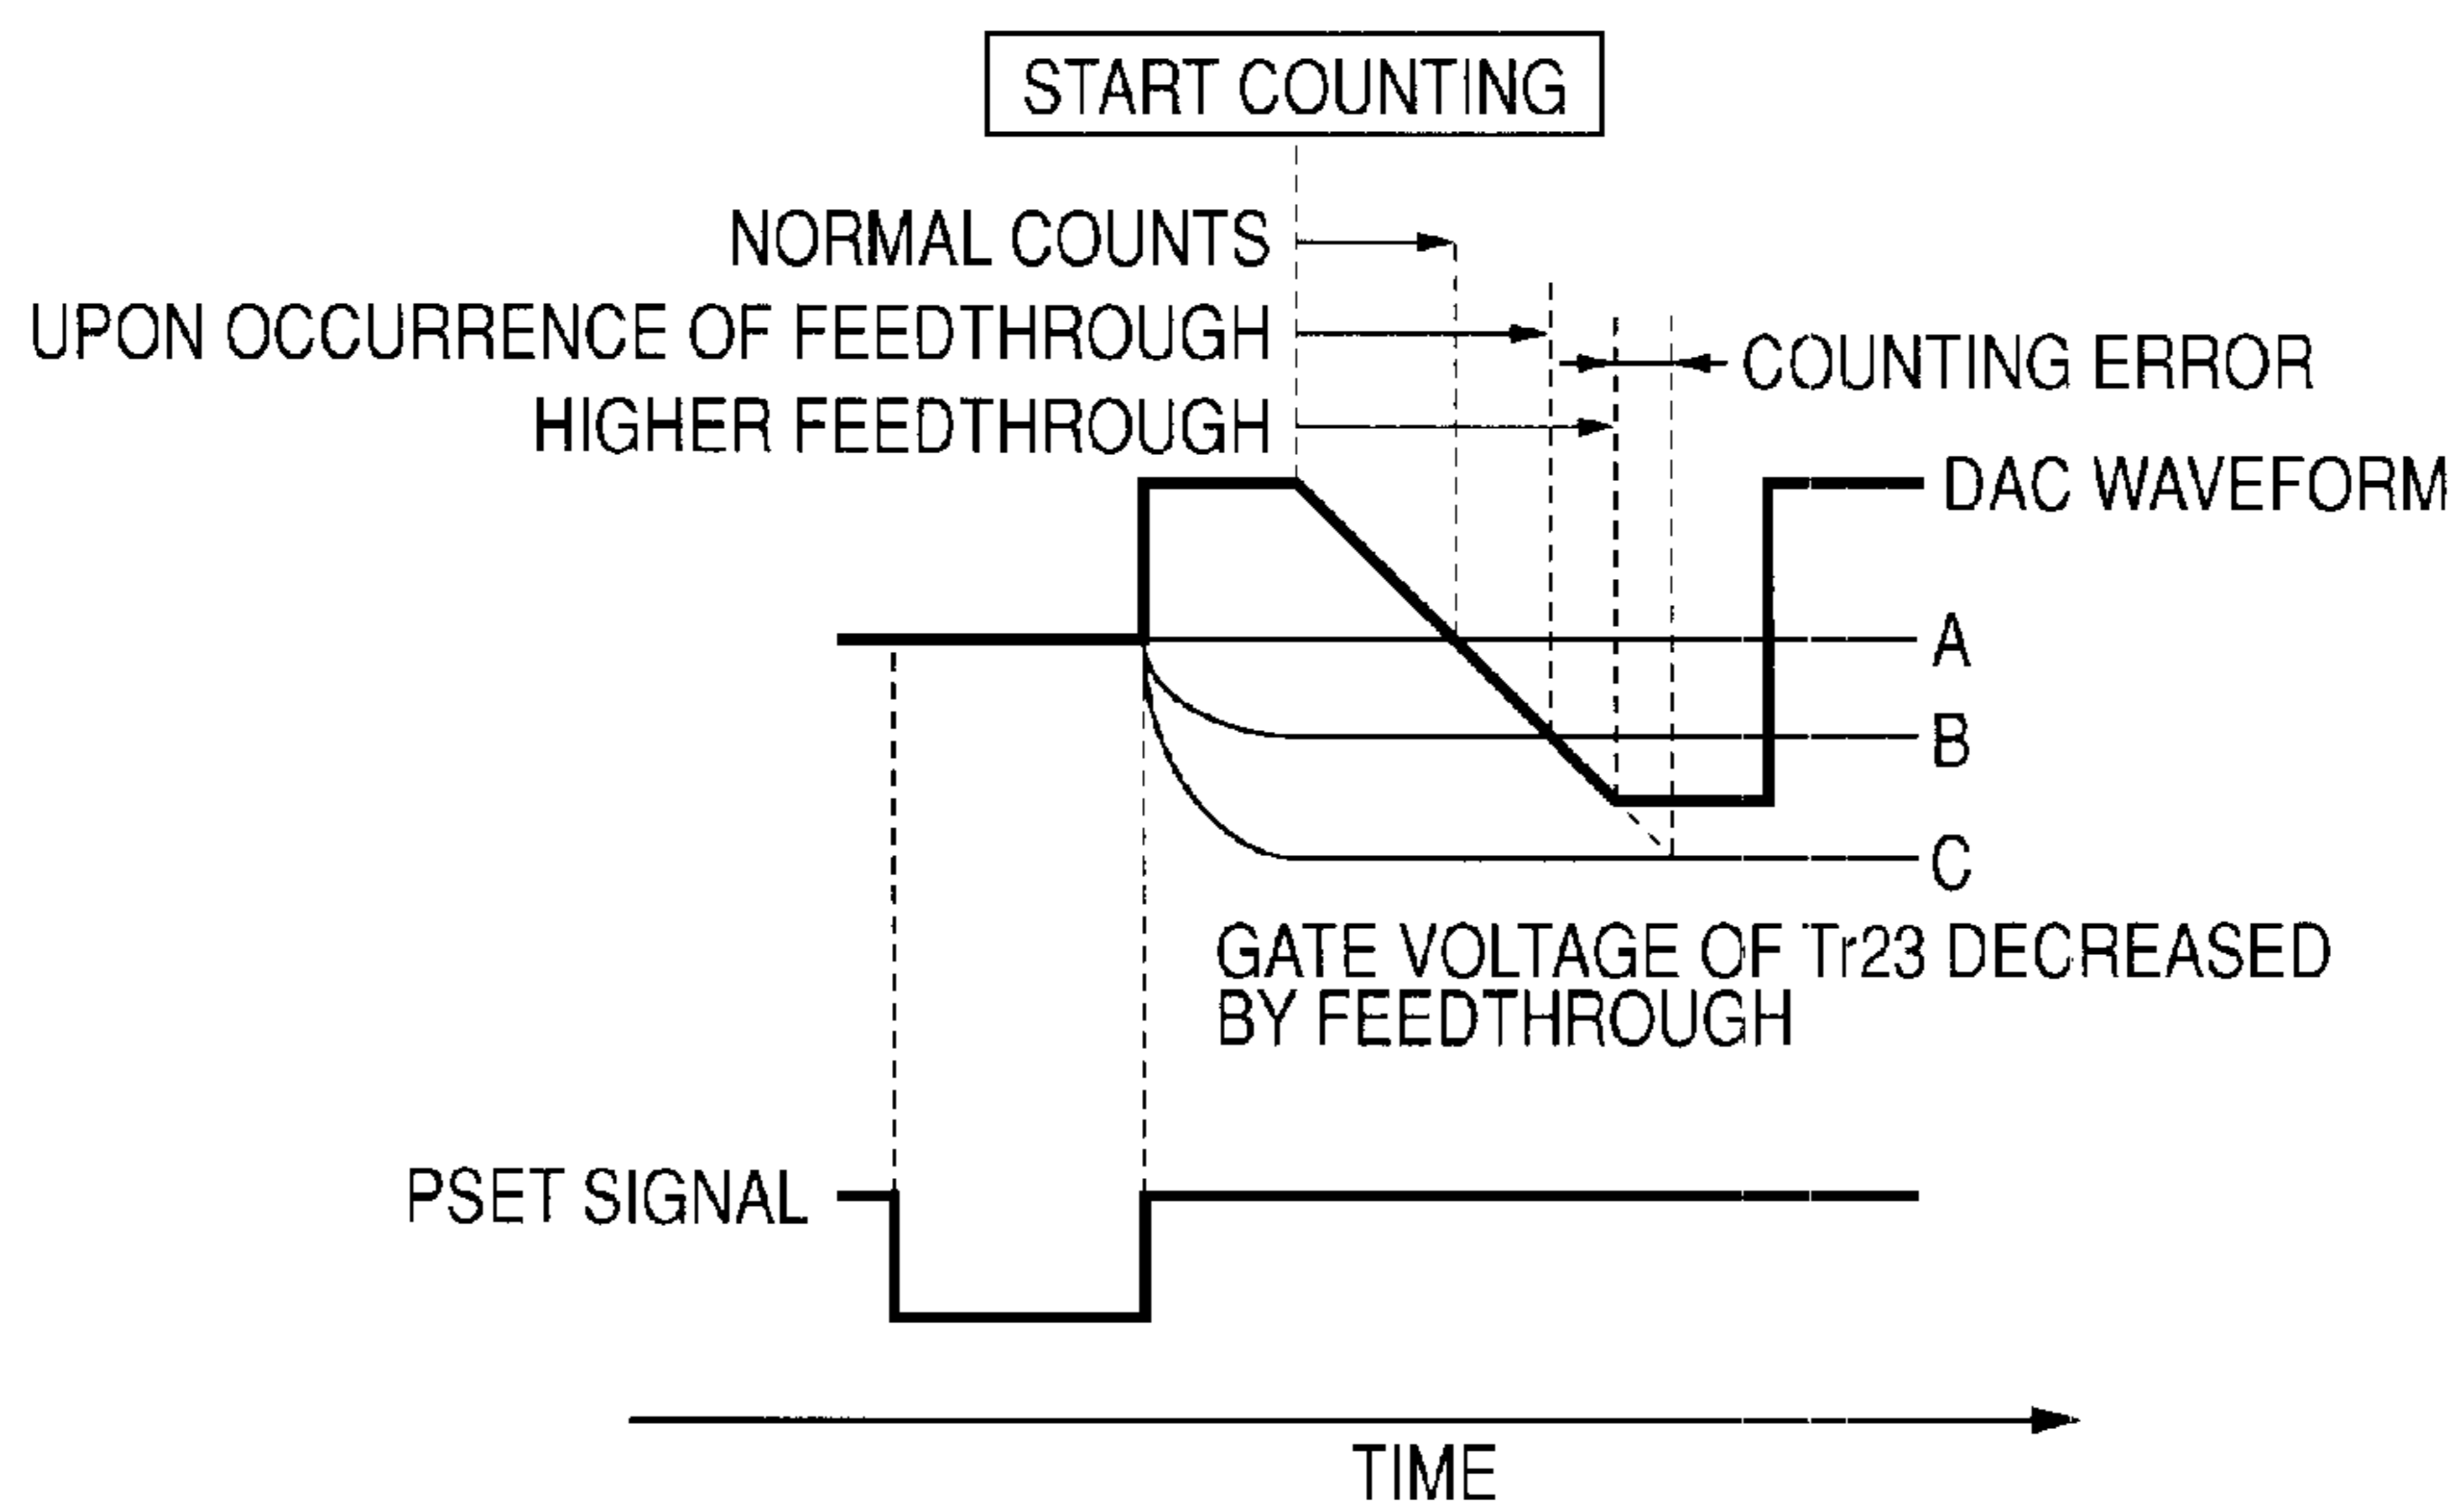 START COUNTING
NORMAL COUNTS
UPON OCCURRENCE OF FEEDTHROUGH
COUNTING ERROR
HIGHER FEEDTHROUGH
DAC WAVEFORM
A
B
C
GATE VOLTAGE OF Tr23 DECREASED
BY FEEDTHROUGH
PSET SIGNAL
TIME